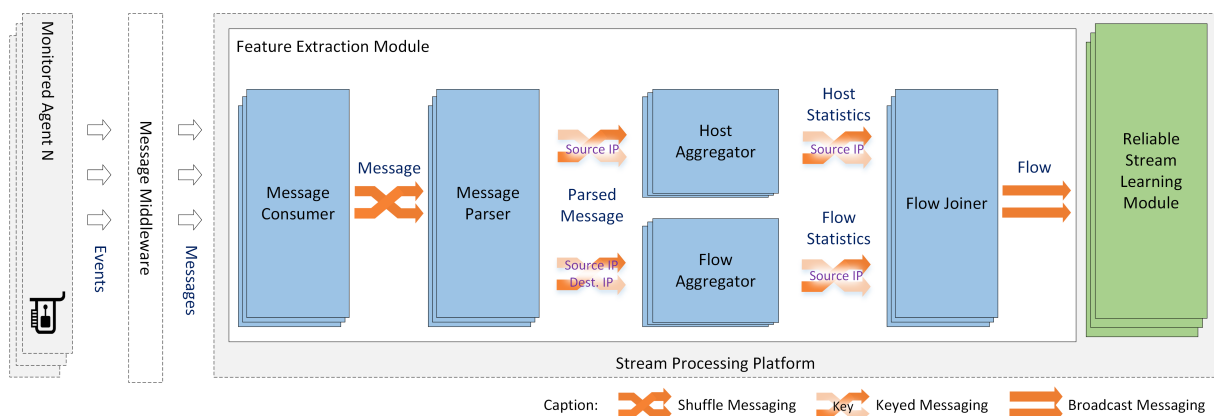 Monitored Agent N
Events
Message Middleware
Messages
Feature Extraction Module
Message
Consumer
Message
Message
Parser
Source IP
Parsed
Message
Source IP
Dest. IP
Host
Aggregator
Flow
Aggregator
Host
Statistics
Source IP
Flow
Statistics
Source IP
Flow Joiner
Flow
Reliable
Stream
Learning
Module
Stream Processing Platform
Caption:
Shuffle Messaging
Key
Keyed Messaging
Broadcast Messaging